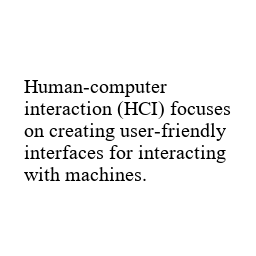 Human-computer
interaction (HCI) focuses
on creating user-friendly
interfaces for interacting
with machines.